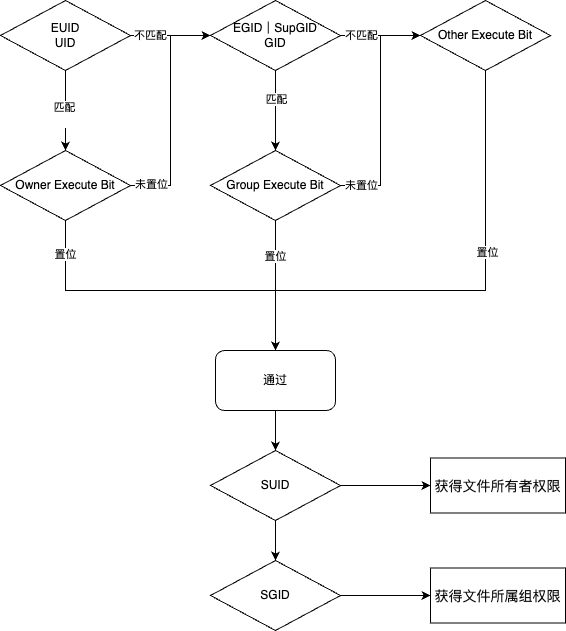 EUID
UID
不匹配
EGID｜SupGID
GID
不匹配
Other Execute Bit
匹配
匹配
Owner Execute Bit
未置位
Group Execute Bit
未置位
置位
置位
置位
通过
SUID
获得文件所有者权限
SGID
获得文件所属组权限